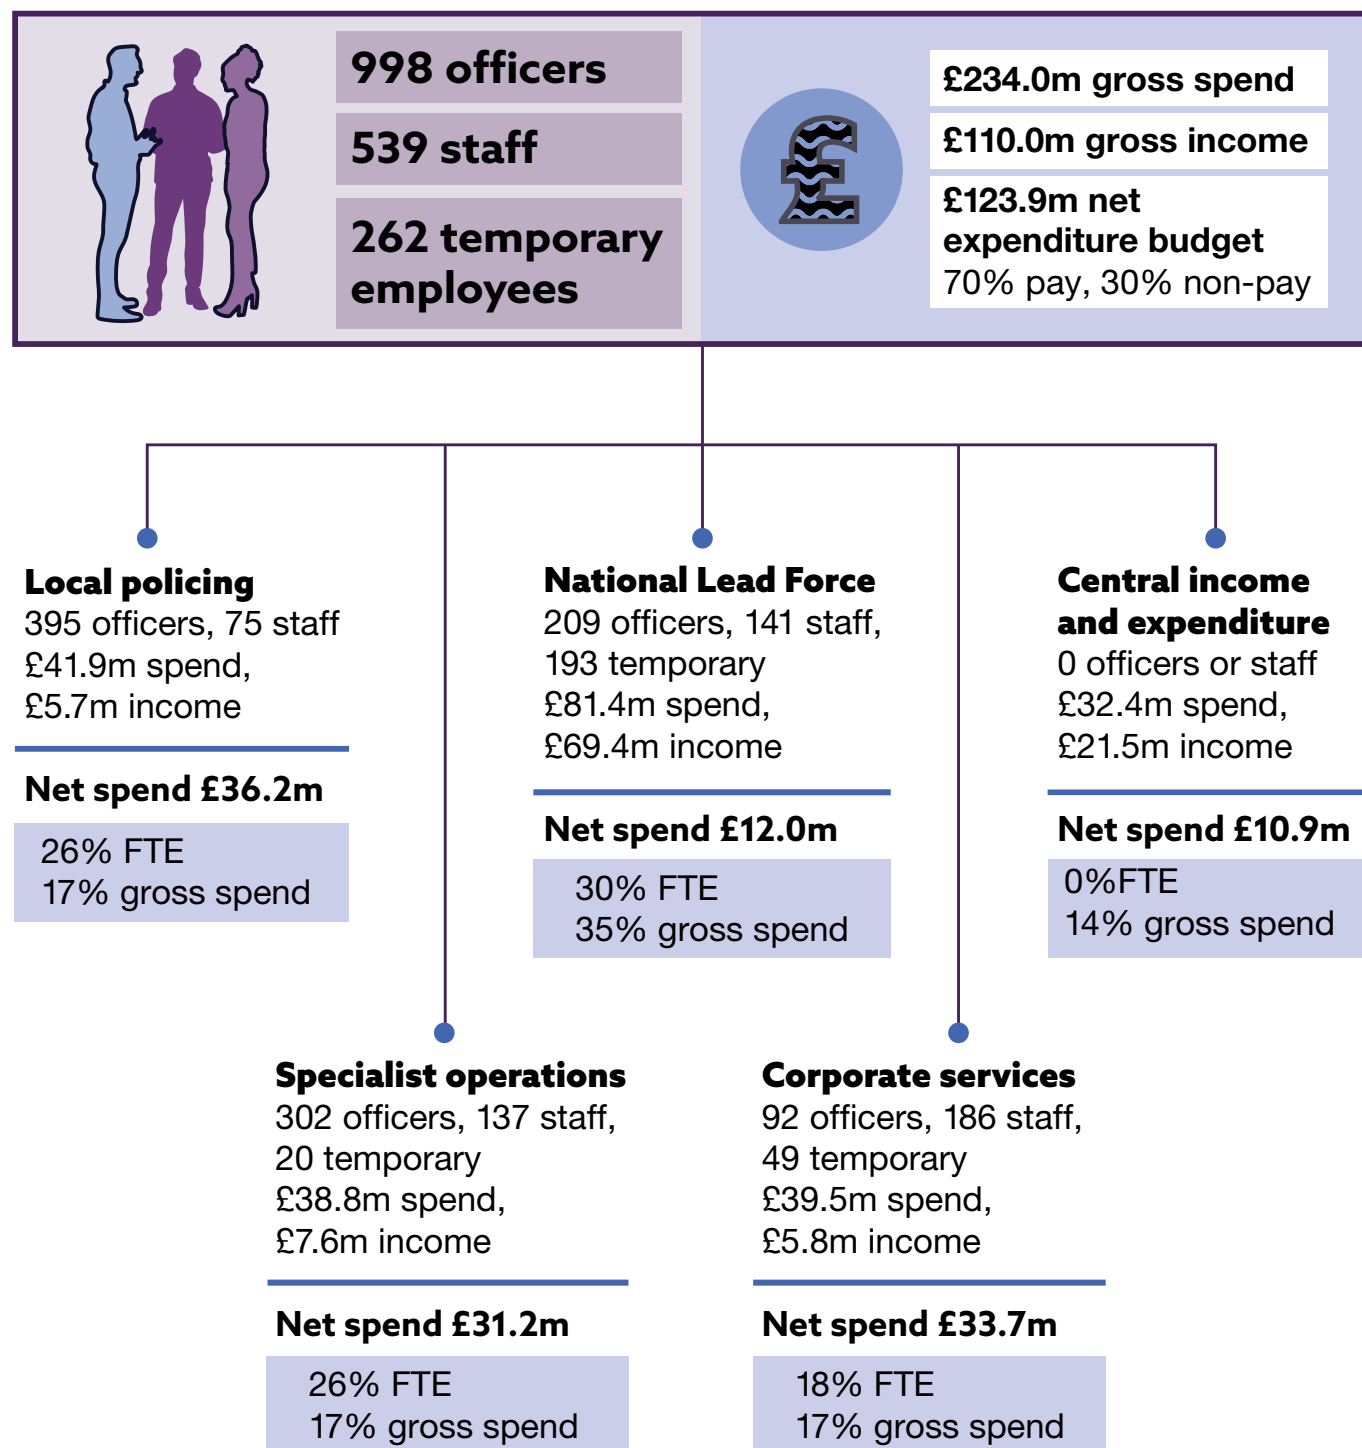 998 officers
539 staff
262 temporary
employees
£234.0m gross spend
£110.0m gross income
£123.9m net
expenditure budget
70% pay, 30% non-pay
£
Local policing
395 officers, 75 staff
£41.9m spend,
£5.7m income
Net spend £36.2m
26% FTE
17% gross spend
National Lead Force
209 officers, 141 staff,
193 temporary
£81.4m spend,
£69.4m income
Net spend £12.0m
30% FTE
35% gross spend
Central income
and expenditure
0 officers or staff
£32.4m spend,
£21.5m income
Net spend £10.9m
0%FTE
14% gross spend
Specialist operations
302 officers, 137 staff,
20 temporary
£38.8m spend,
£7.6m income
Net spend £31.2m
26% FTE
17% gross spend
Corporate services
92 officers, 186 staff,
49 temporary
£39.5m spend,
£5.8m income
Net spend £33.7m
18% FTE
17% gross spend